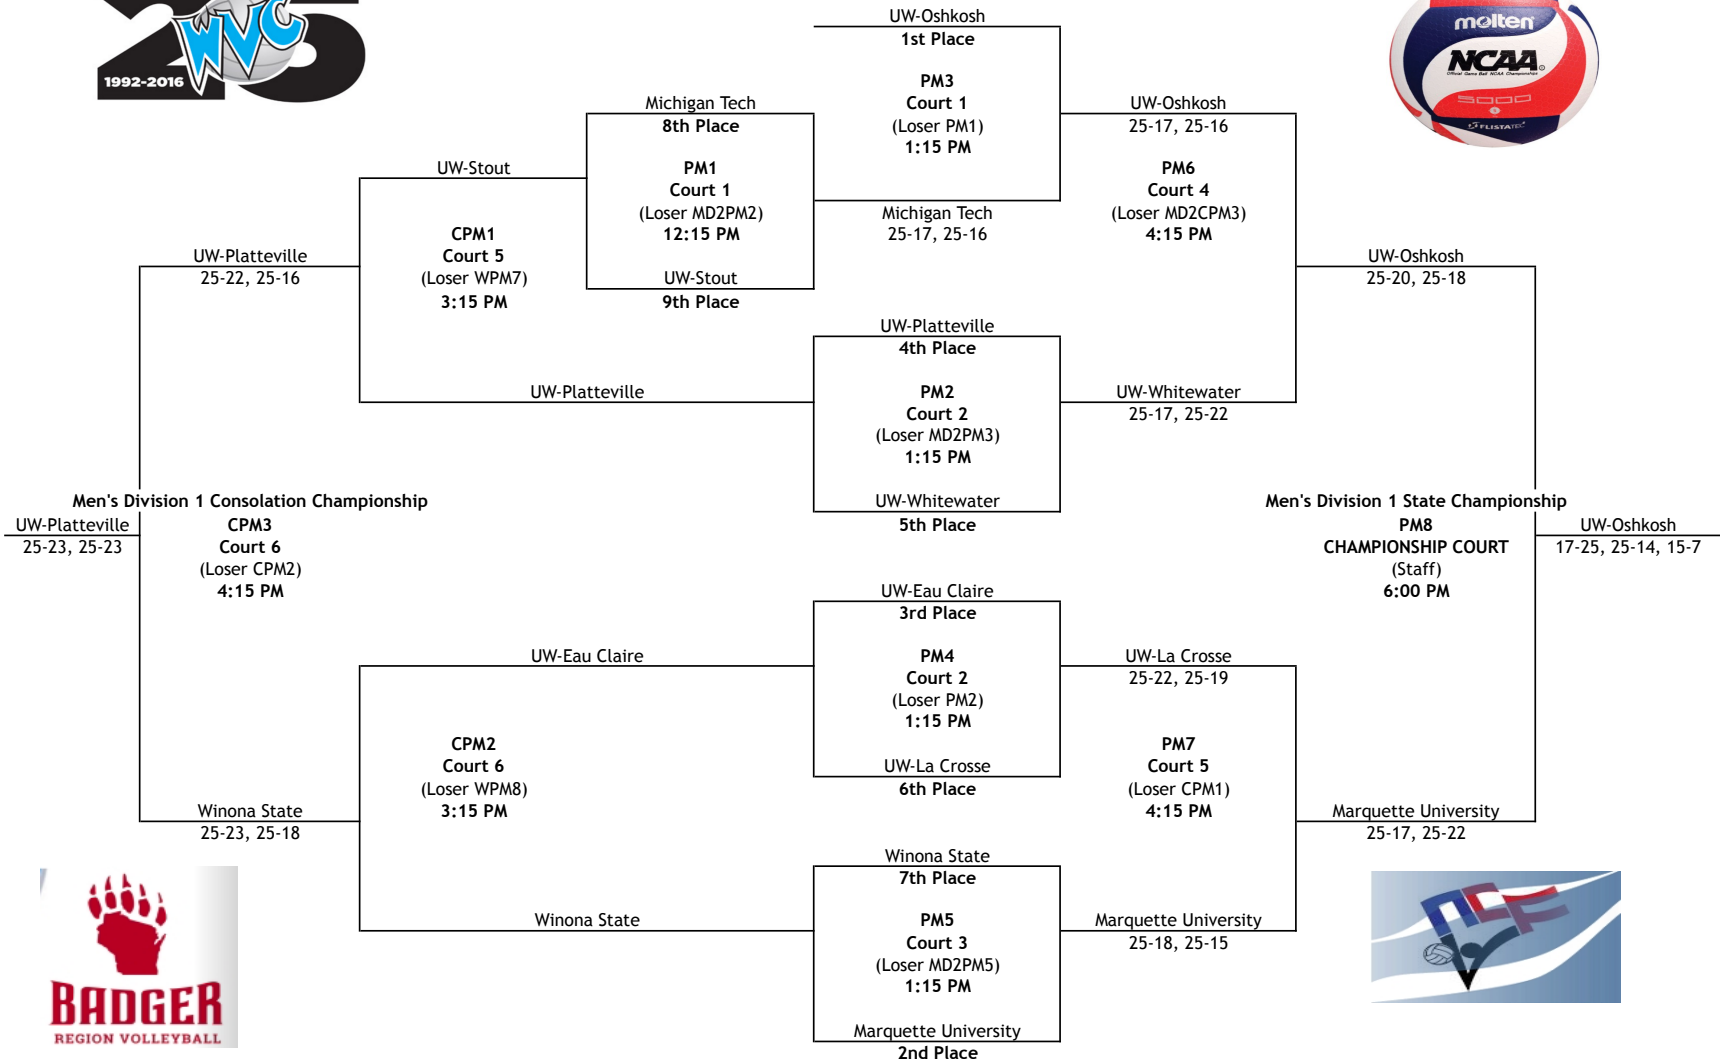 25
WVC
1992-2016
UW-Oshkosh
1st Place
PM3
Court 1
(Loser PM1)
1:15 PM
molten
NCAA
5000
FLISTATEC
Michigan Tech
8th Place
UW-Oshkosh
25-17, 25-16
UW-Stout
PM1
Court 1
(Loser MD2PM2)
12:15 PM
PM6
Court 4
(Loser MD2CPM3)
4:15 PM
Michigan Tech
25-17, 25-16
CPM1
Court 5
(Loser WPM7)
3:15 PM
UW-Platteville
25-22, 25-16
UW-Stout
9th Place
UW-Oshkosh
25-20, 25-18
UW-Platteville
4th Place
UW-Platteville
PM2
Court 2
(Loser MD2PM3)
1:15 PM
UW-Whitewater
25-17, 25-22
UW-Whitewater
5th Place
Men's Division 1 Consolation Championship
UW-Platteville
25-23, 25-23
CPM3
Court 6
(Loser CPM2)
4:15 PM
Men's Division 1 State Championship
PM8
CHAMPIONSHIP COURT
(Staff)
6:00 PM
UW-Oshkosh
17-25, 25-14, 15-7
UW-Eau Claire
3rd Place
UW-Eau Claire
PM4
Court 2
(Loser PM2)
1:15 PM
UW-La Crosse
25-22, 25-19
CPM2
Court 6
(Loser WPM8)
3:15 PM
UW-La Crosse
6th Place
PM7
Court 5
(Loser CPM1)
4:15 PM
Winona State
25-23, 25-18
Marquette University
25-17, 25-22
Winona State
7th Place
Winona State
PM5
Court 3
(Loser MD2PM5)
1:15 PM
Marquette University
25-18, 25-15
Marquette University
2nd Place
BADGER
REGION VOLLEYBALL